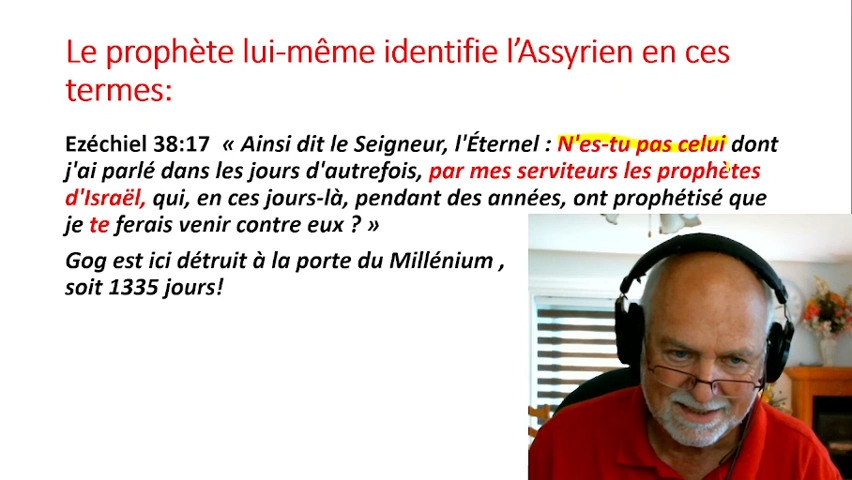 Le prophète lui-même identifie l’Assyrien en ces
termes:
Ezéchiel 38:17 « Ainsi dit le Seigneur, l'Éternel : N'es-tu pas celui dont
j'ai parlé dans les jours d'autrefois, par mes serviteurs les prophètes
d'Israël, qui, en ces jours-là, pendant des années, ont prophétisé que
je te ferais venir contre eux ? »
Gog est ici détruit à la porte du Millénium ,
soit 1335 jours!